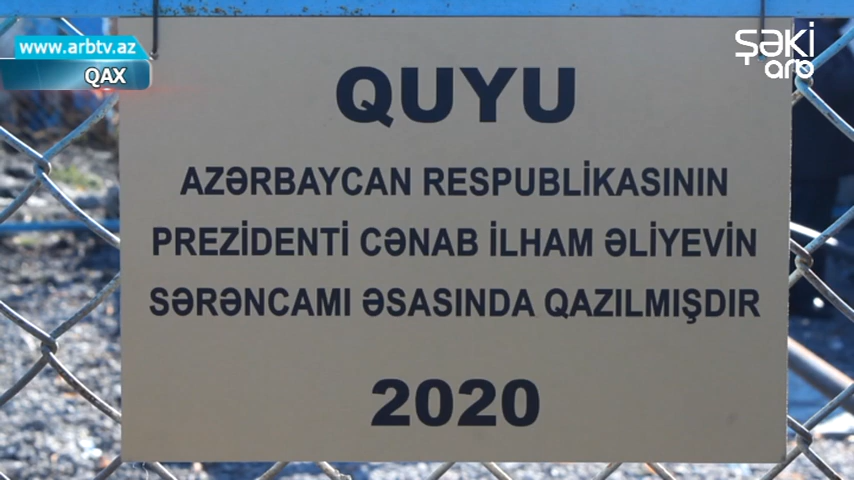 www.arbtv.az
QAX
ŞƏKİ
arb
QUYU
AZƏRBAYCAN RESPUBLİKASININ
PREZİDENTİ CƏNAB İLHAM ƏLİYEVİN
SƏRƏNCAMI ƏSASINDA QAZILMIŞDIR
2020